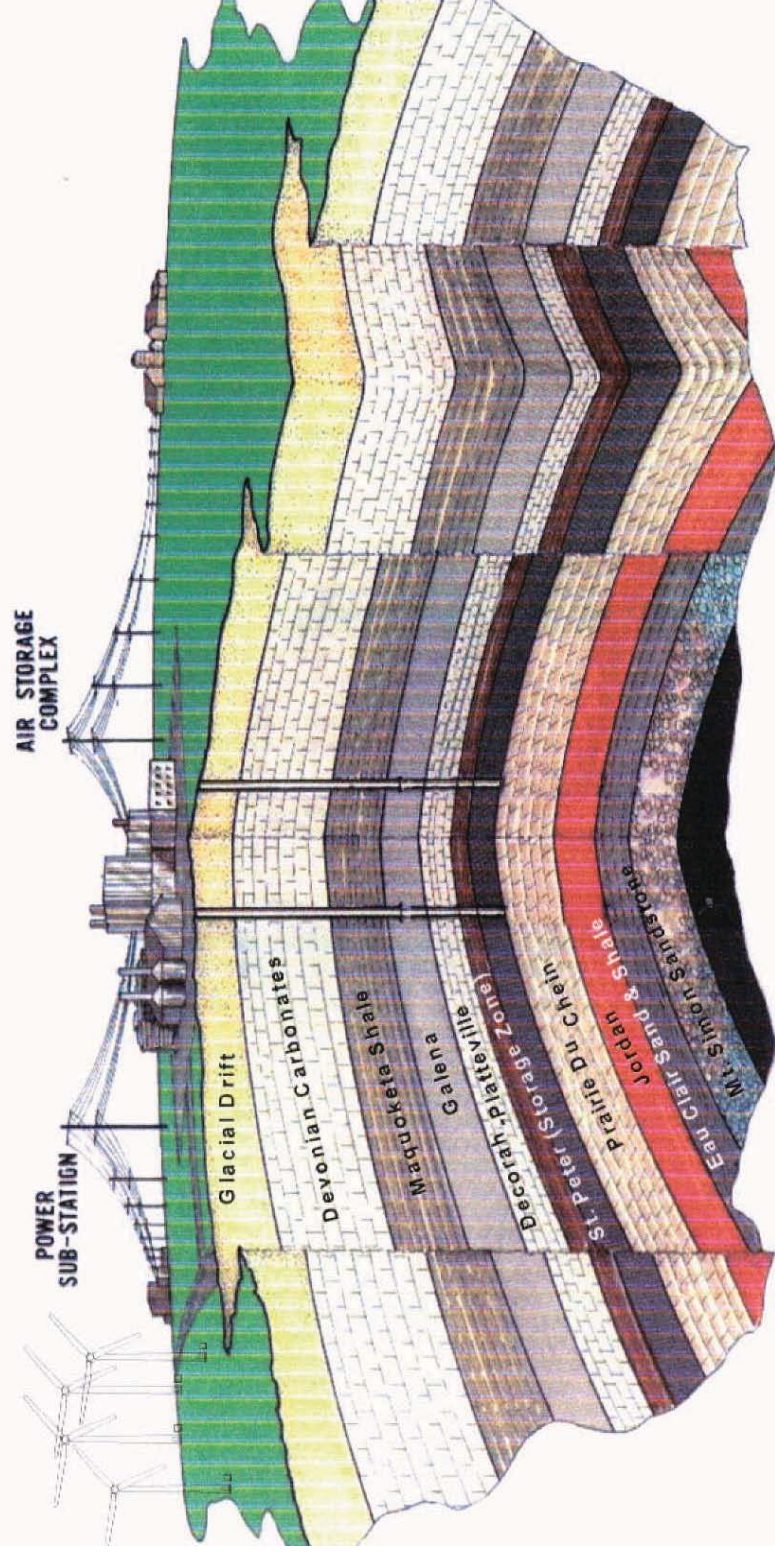 POWER
SUB-STATION
AIR STORAGE
COMPLEX
Glacial Drift
Devonian Carbonates
Maquoketa Shale
Galena
Decorah-Platteville
St. Peter (Storage Zone)
Prairie Du Chein
Jordan
Eau Clair Sand & Shale
Mt. Simon Sandstone